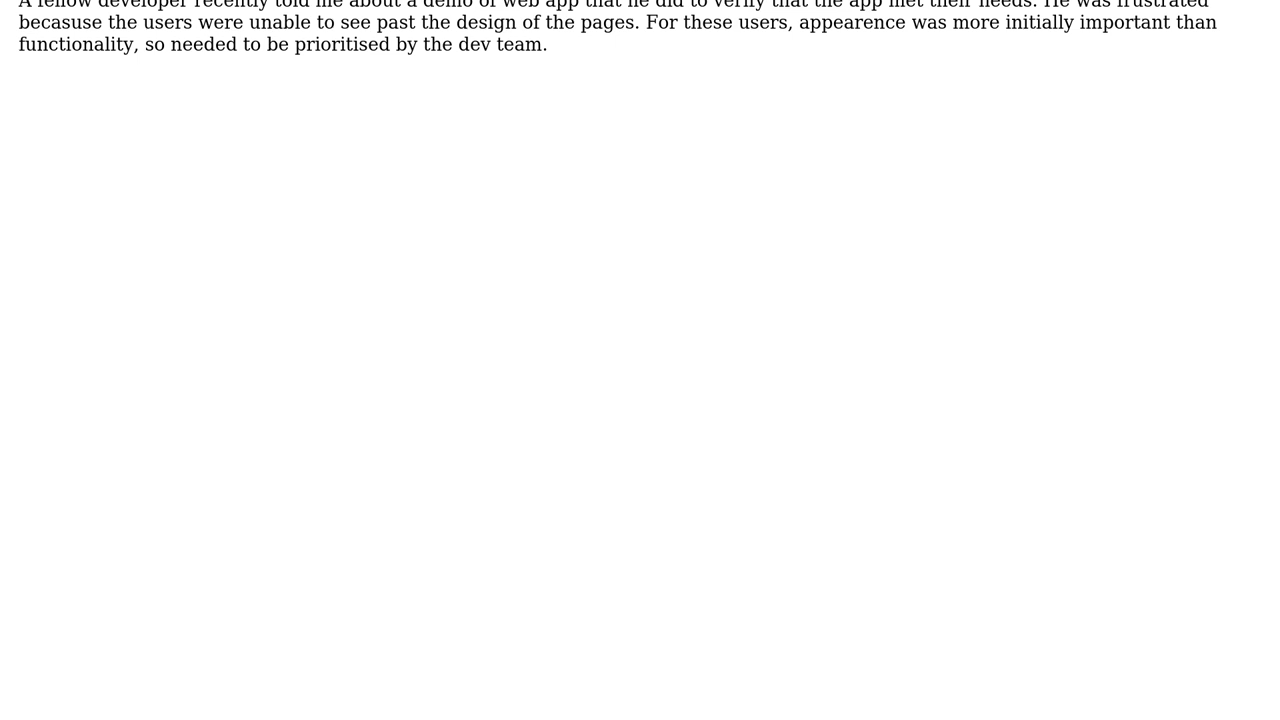 A fellow developer recently told me about a demo of web app that he did to verify that the app met their needs. He was frustrated
becasuse the users were unable to see past the design of the pages. For these users, appearence was more initially important than
functionality, so needed to be prioritised by the dev team.